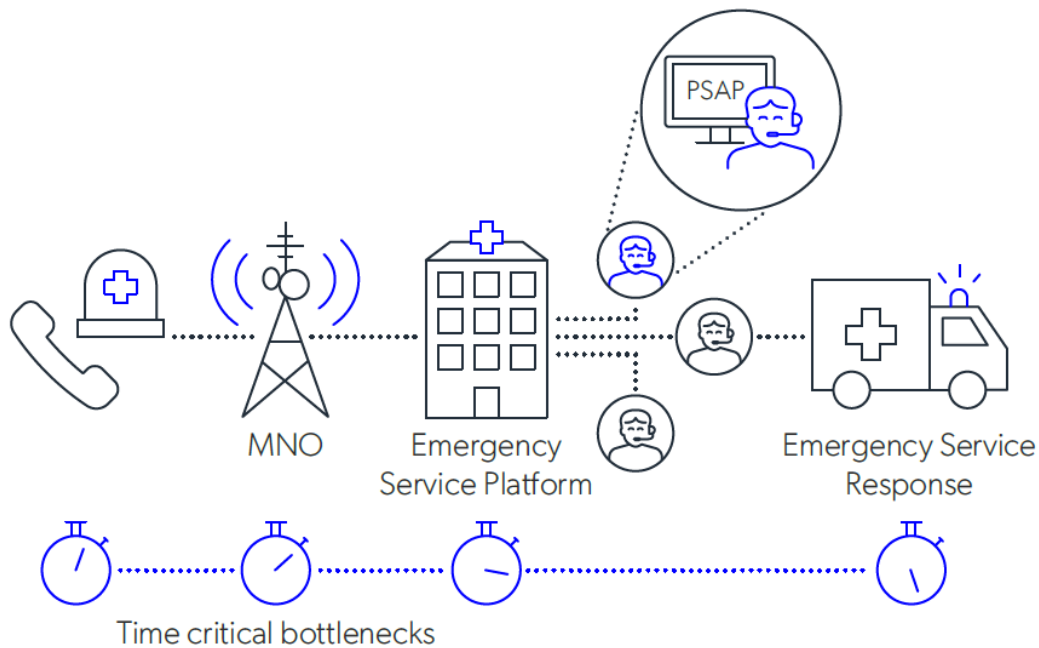 PSAP
MNO
Emergency
Service Platform
Emergency Service
Response
Time critical bottlenecks